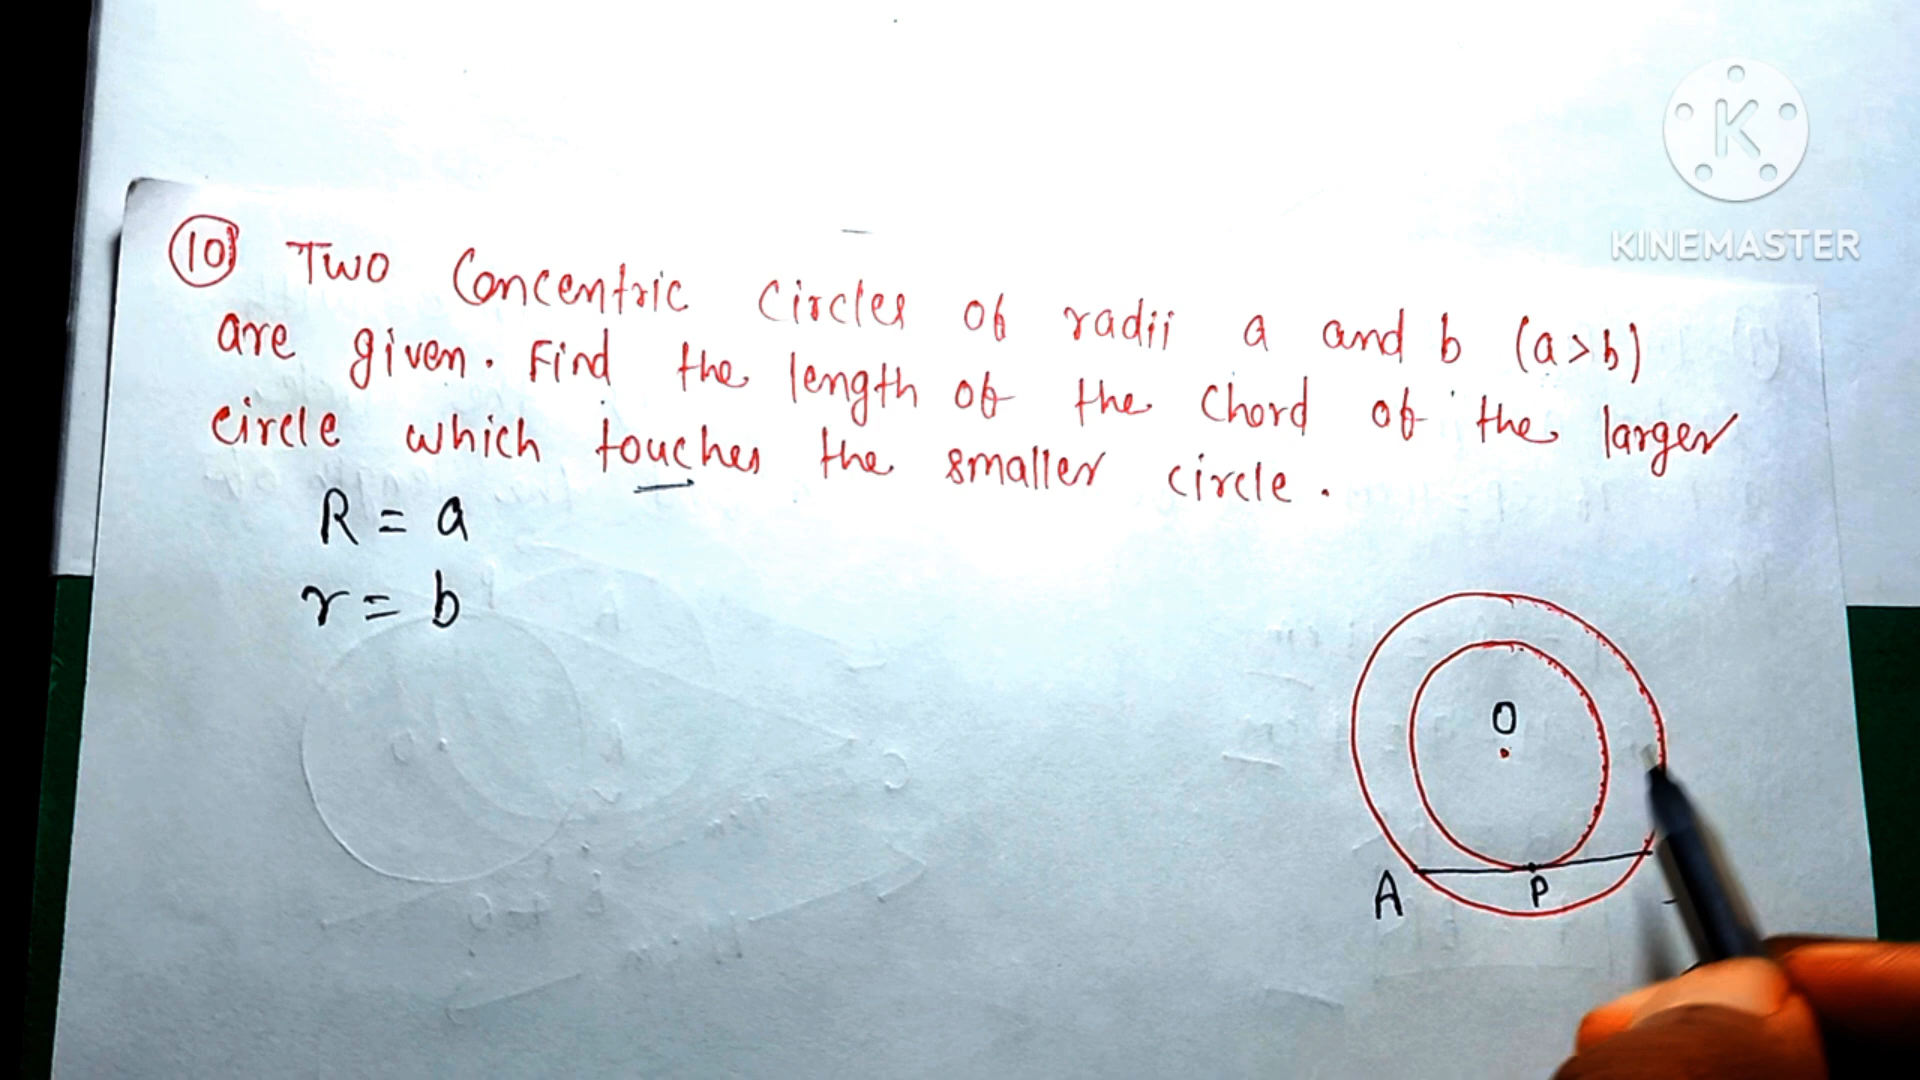 KINEMASTER
10) Two Concentric circles of radii a and b (a>b)
are given. Find the length of the chord of the larger
circle which touches the smaller circle.
R = a
r = b
O
A
P